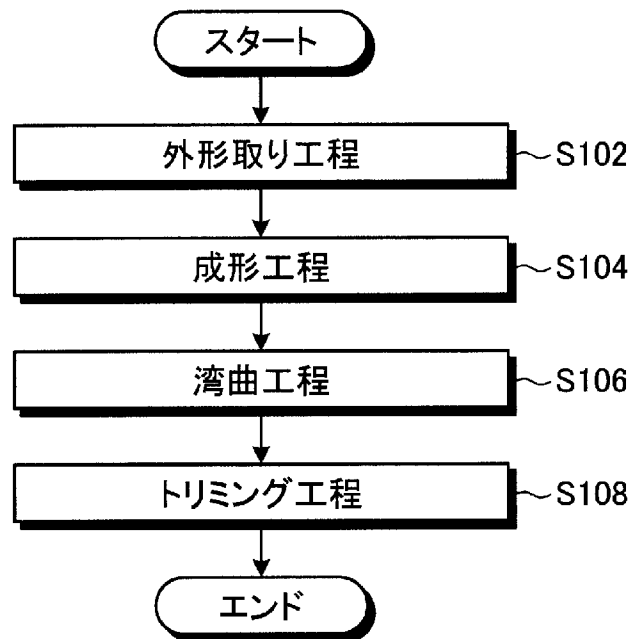 スタート
外形取り工程 S102
成形工程 S104
湾曲工程 S106
トリミング工程 S108
エンド